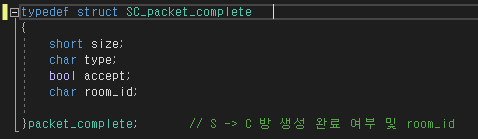 typedef struct SC_packet_complete
{
short size;
char type;
bool accept;
char room_id;
}packet_complete; // S -> C 방 생성 완료 여부 및 room_id